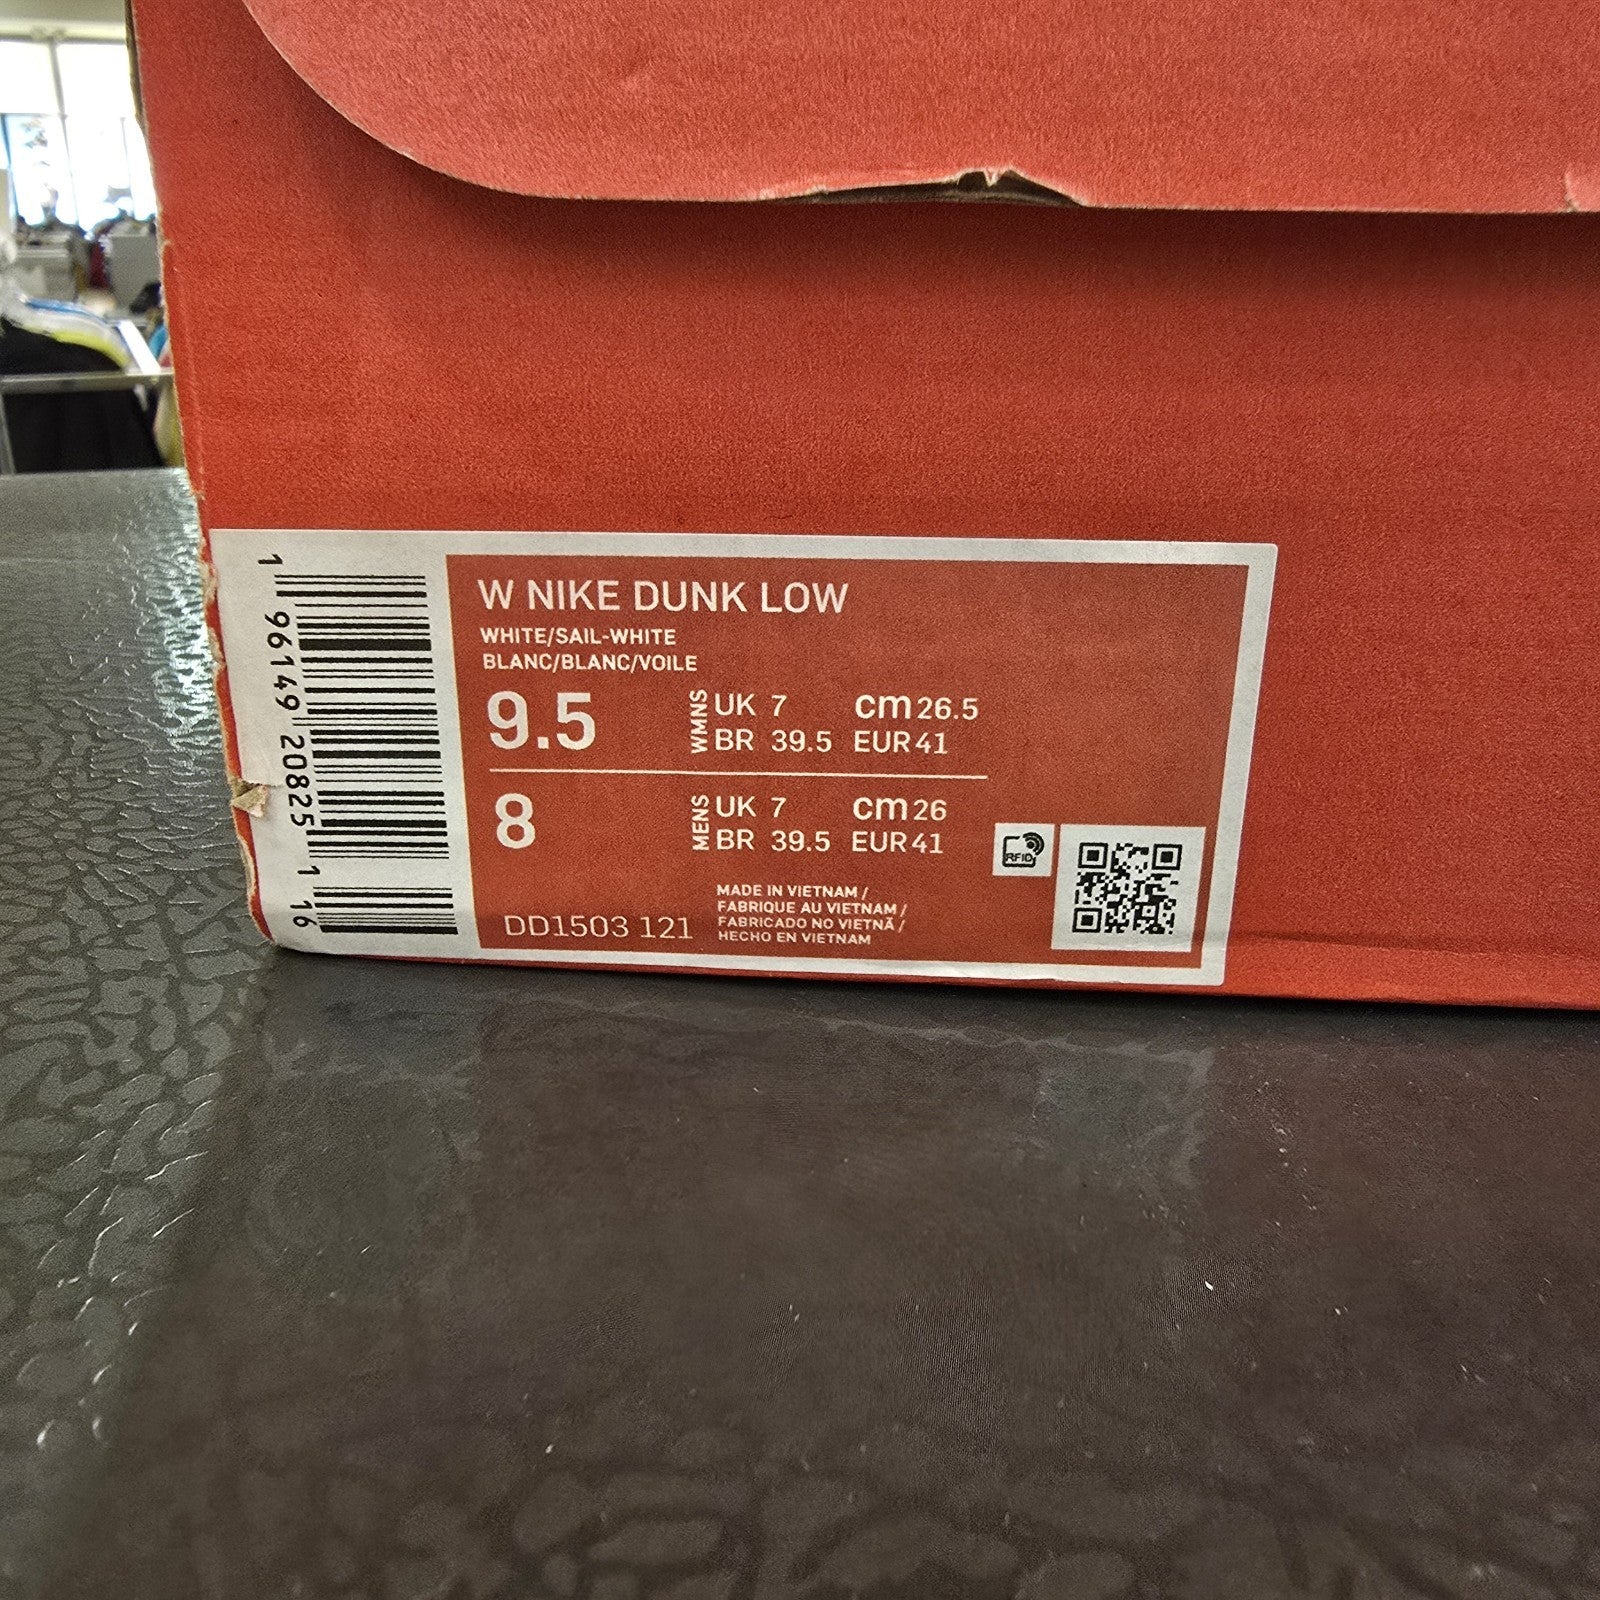 W NIKE DUNK LOW
WHITE/SAIL-WHITE
BLANC/BLANC/VOILE
9.5 WMNS UK 7 cm 26.5
BR 39.5 EUR 41
8 MENS UK 7 cm 26
BR 39.5 EUR 41
RFID
DD1503 121
MADE IN VIETNAM /
FABRIQUE AU VIETNAM /
FABRICADO NO VIETNÃ /
HECHO EN VIETNAM
1 96149 20825 1 16